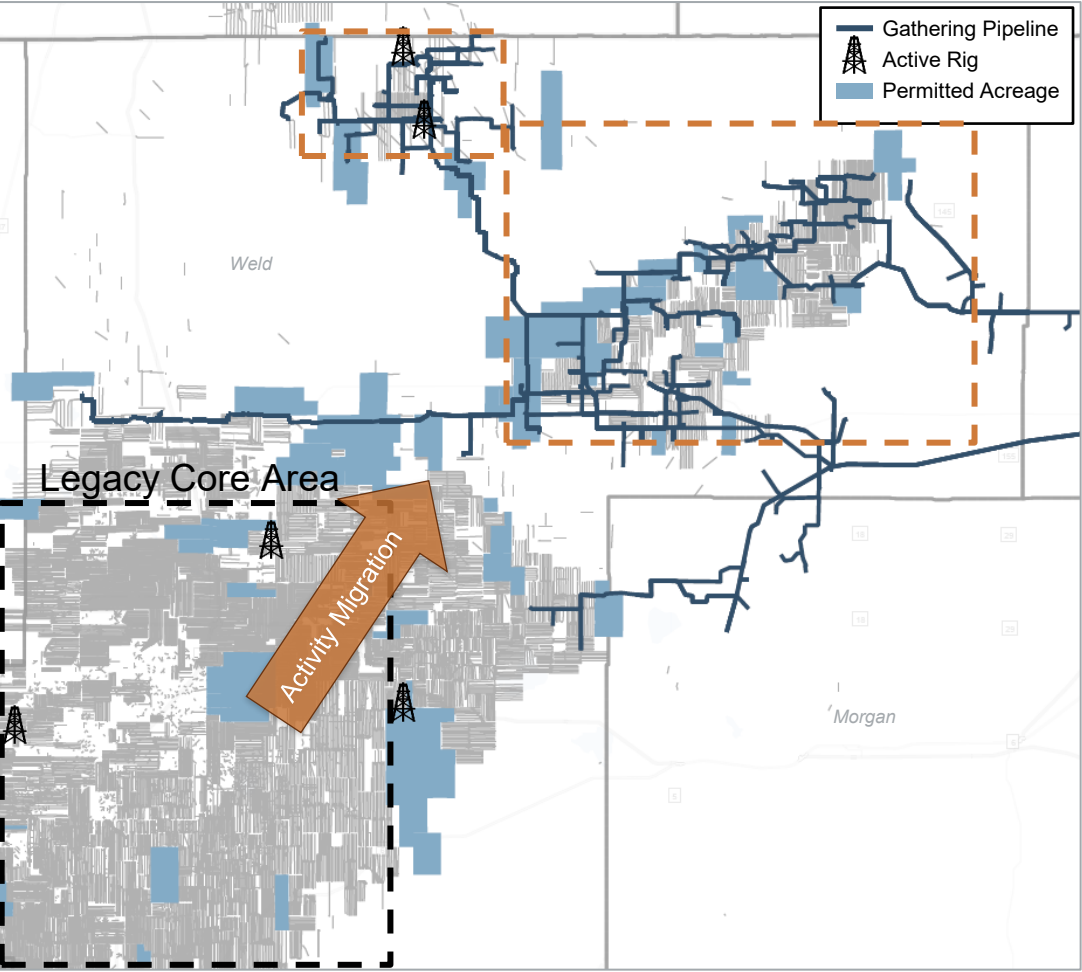 Gathering Pipeline
Active Rig
Permitted Acreage
Weld
Legacy Core Area
Activity Migration
Morgan